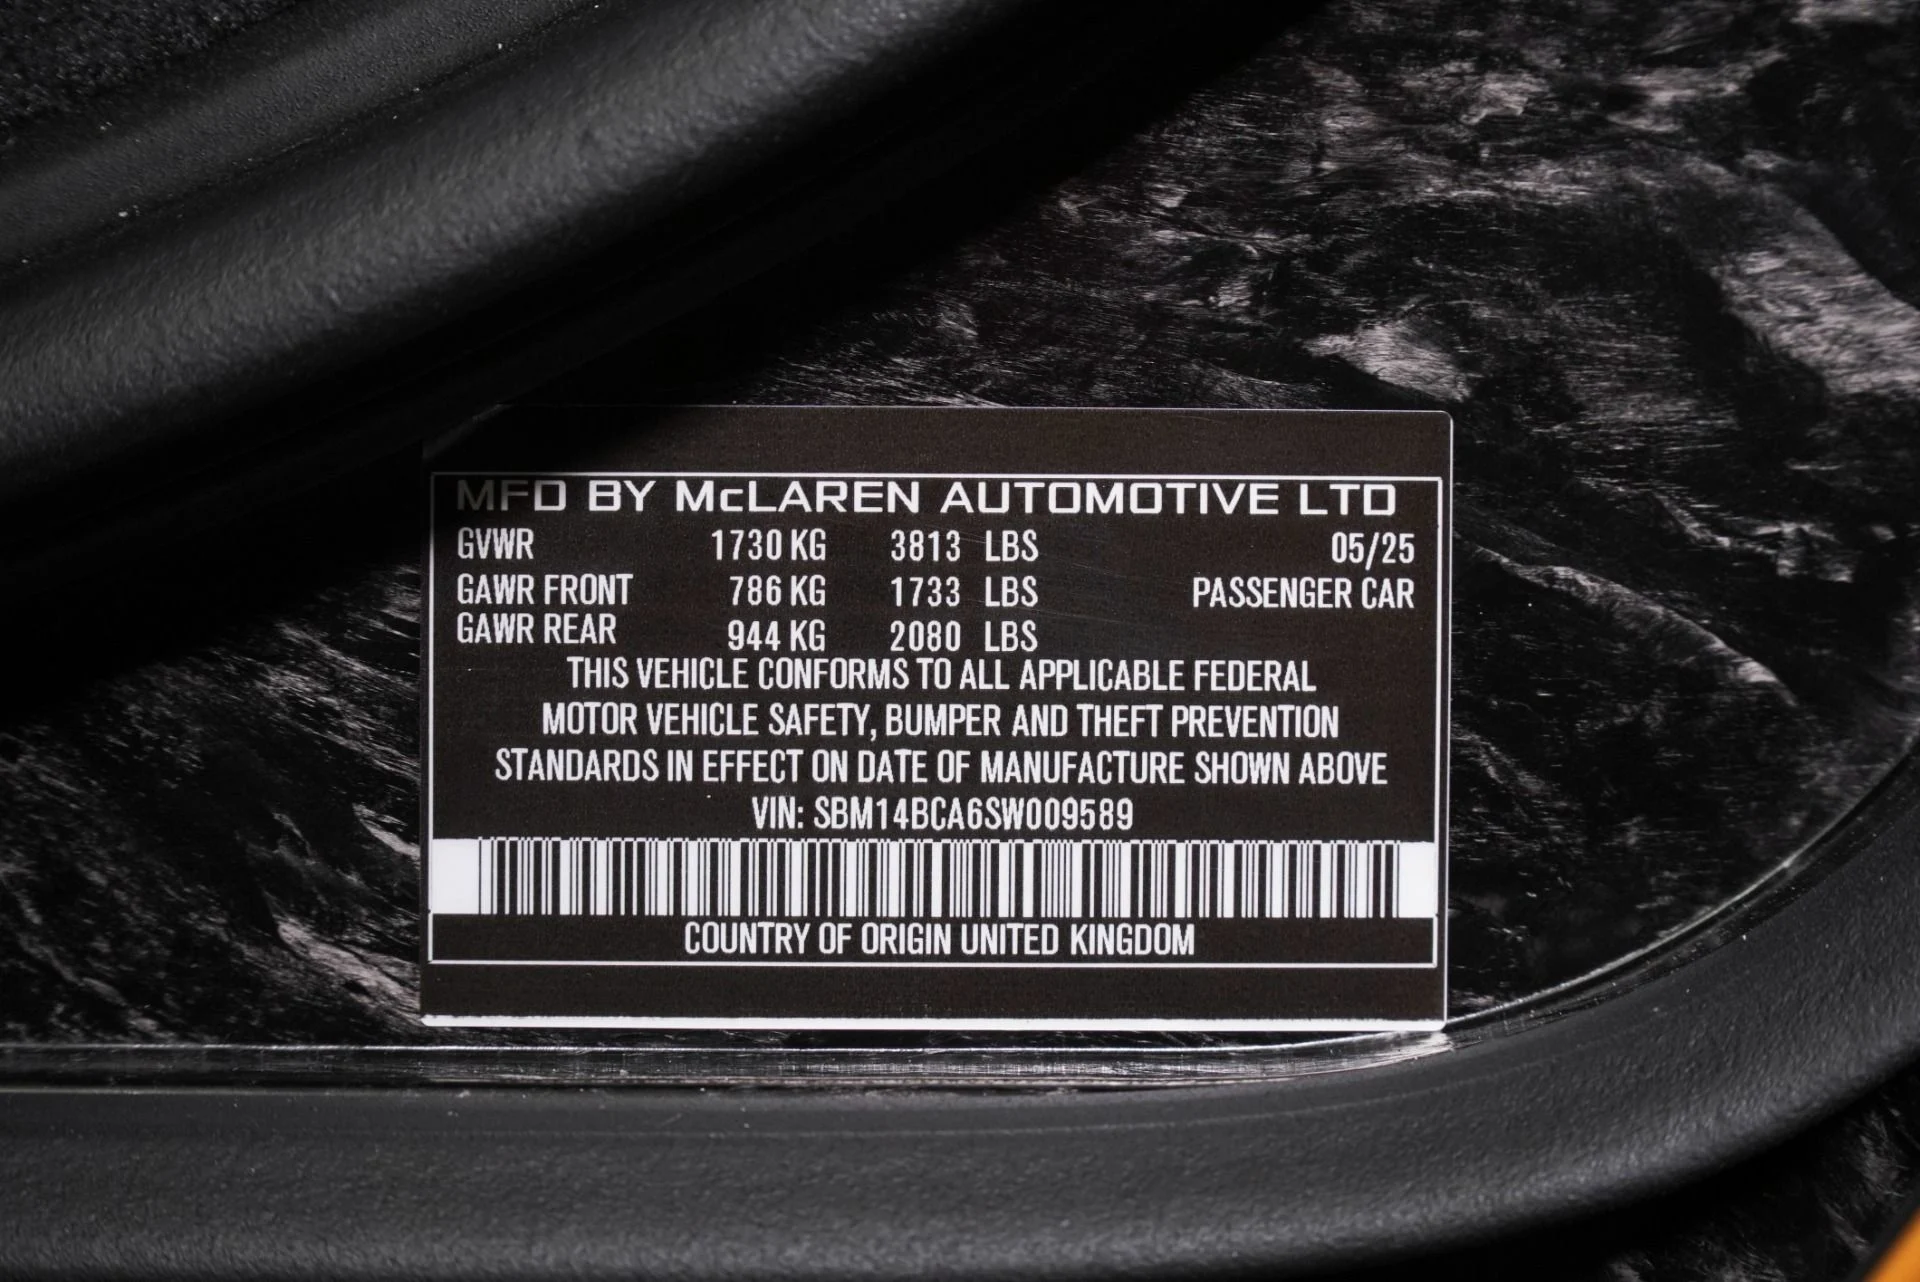 MFD BY McLAREN AUTOMOTIVE LTD
GVWR 1730 KG 3813 LBS 05/25
GAWR FRONT 786 KG 1733 LBS PASSENGER CAR
GAWR REAR 944 KG 2080 LBS
THIS VEHICLE CONFORMS TO ALL APPLICABLE FEDERAL
MOTOR VEHICLE SAFETY, BUMPER AND THEFT PREVENTION
STANDARDS IN EFFECT ON DATE OF MANUFACTURE SHOWN ABOVE
VIN: SBM14BCA6SW009589
COUNTRY OF ORIGIN UNITED KINGDOM